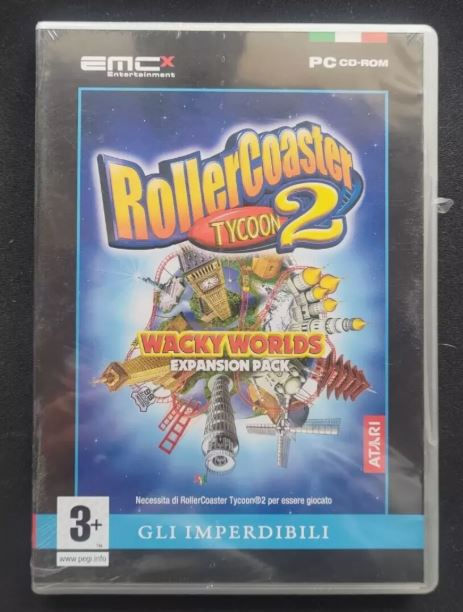 EMCX
Entertainment
PC CD-ROM
RollerCoaster
TYCOON 2
WACKY WORLDS
EXPANSION PACK
ATARI
Necessita di RollerCoaster Tycoon®2 per essere giocato
3+
™
www.pegi.info
GLI IMPERDIBILI